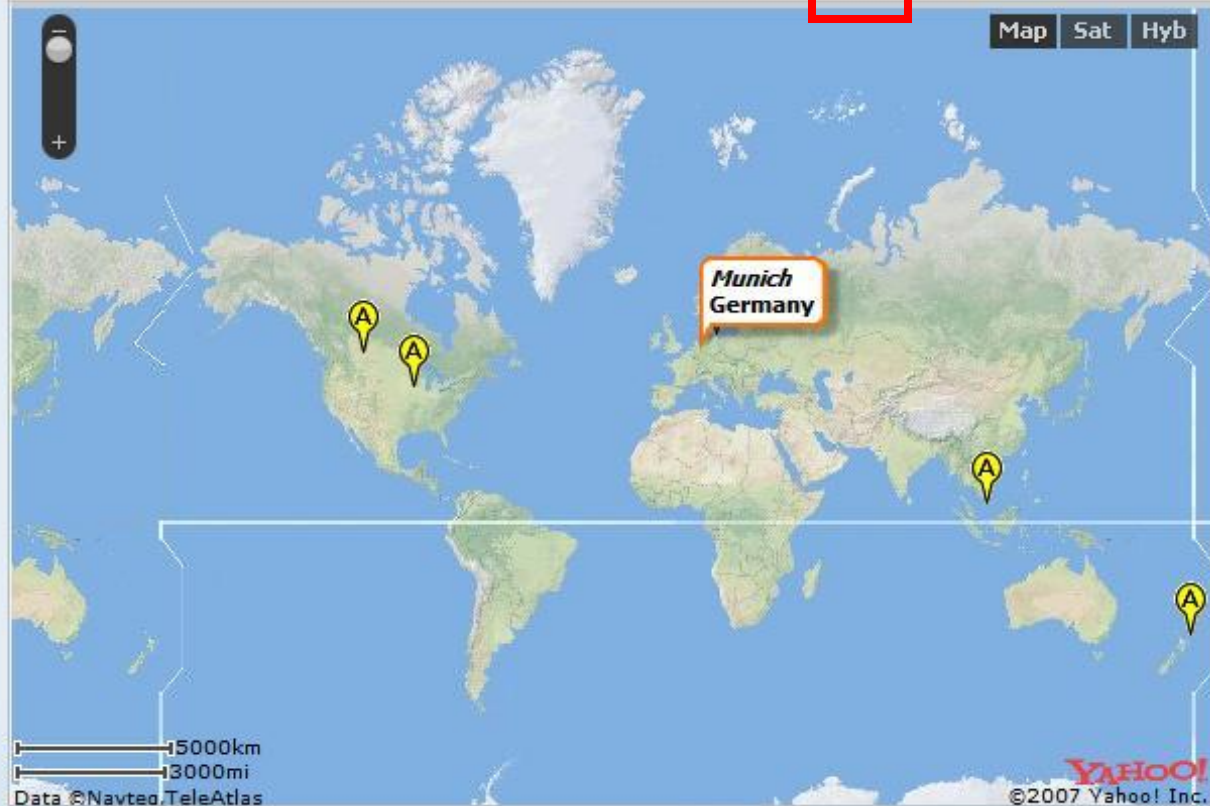 Map Sat Hyb
Munich
Germany
A
A
A
A
5000km
3000mi
Data ©Navteq,TeleAtlas
YAHOO!
©2007 Yahoo! Inc.